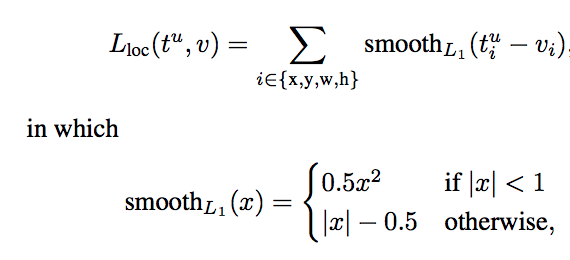 L_loc(t^u, v) = ∑_{i∈{x,y,w,h}} smooth_{L_1}(t_i^u − v_i),
in which
smooth_{L_1}(x) = { 0.5x^2 if |x| < 1
|x| − 0.5 otherwise,